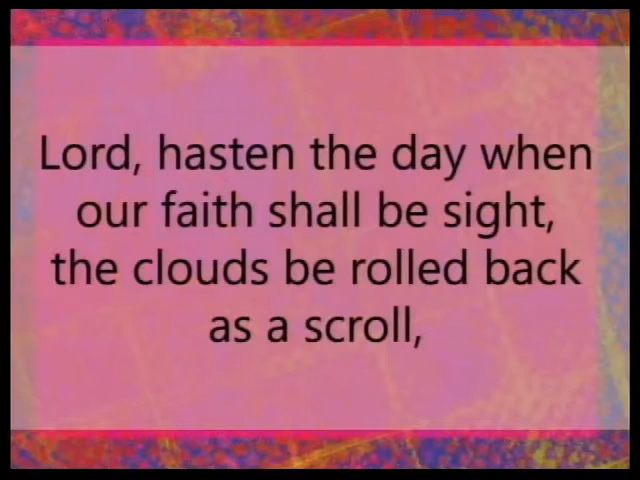 Lord, hasten the day when
our faith shall be sight,
the clouds be rolled back
as a scroll,